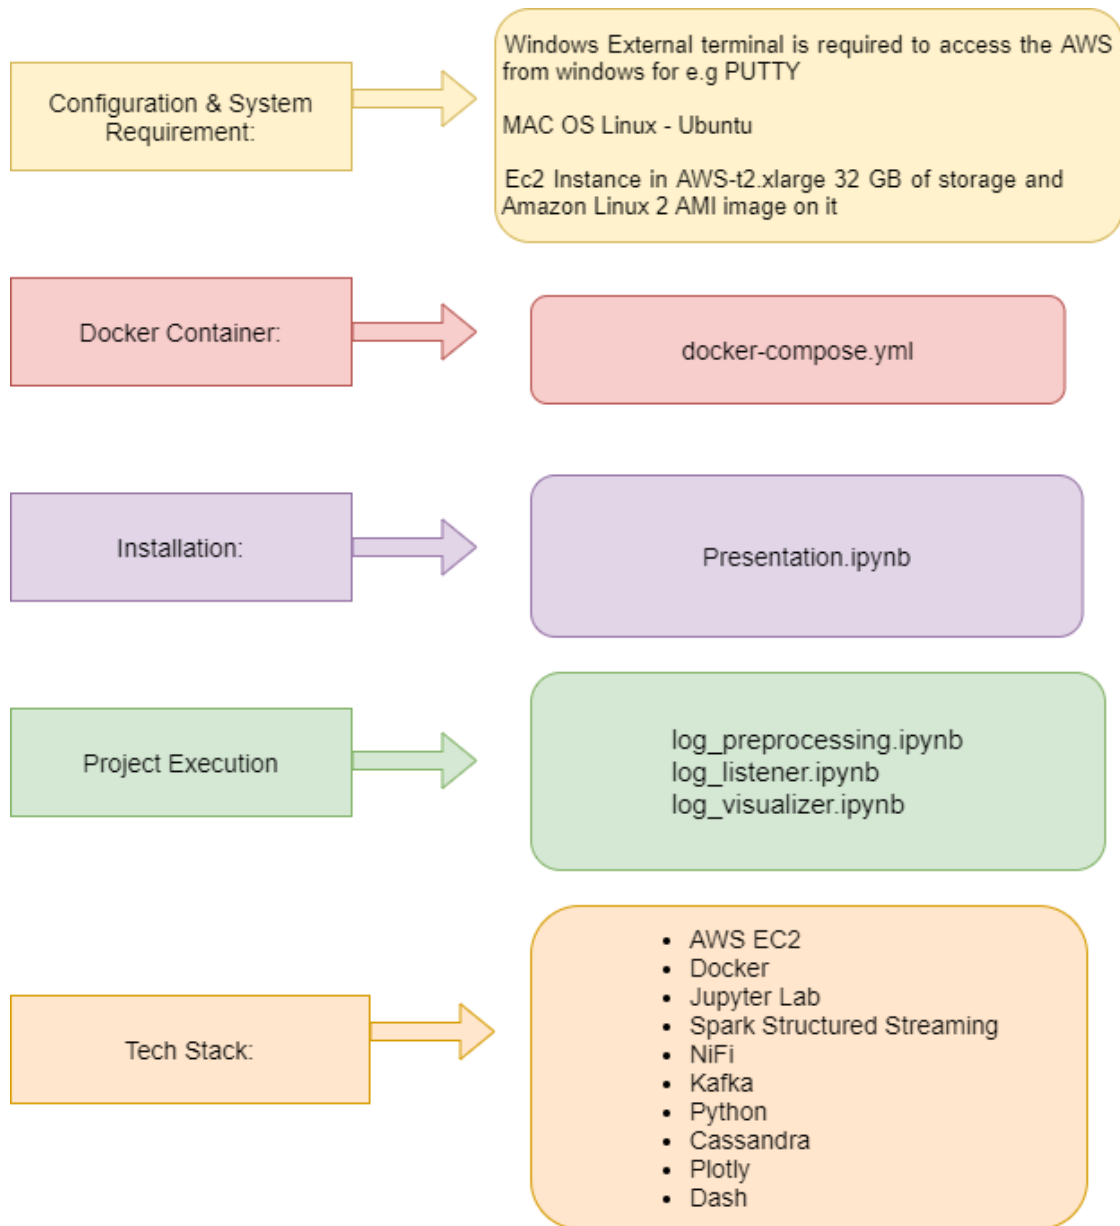 Configuration & System
Requirement:
Windows External terminal is required to access the AWS
from windows for e.g PUTTY
MAC OS Linux - Ubuntu
Ec2 Instance in AWS-t2.xlarge 32 GB of storage and
Amazon Linux 2 AMI image on it
Docker Container:
docker-compose.yml
Installation:
Presentation.ipynb
Project Execution
log_preprocessing.ipynb
log_listener.ipynb
log_visualizer.ipynb
Tech Stack:
• AWS EC2
• Docker
• Jupyter Lab
• Spark Structured Streaming
• NiFi
• Kafka
• Python
• Cassandra
• Plotly
• Dash